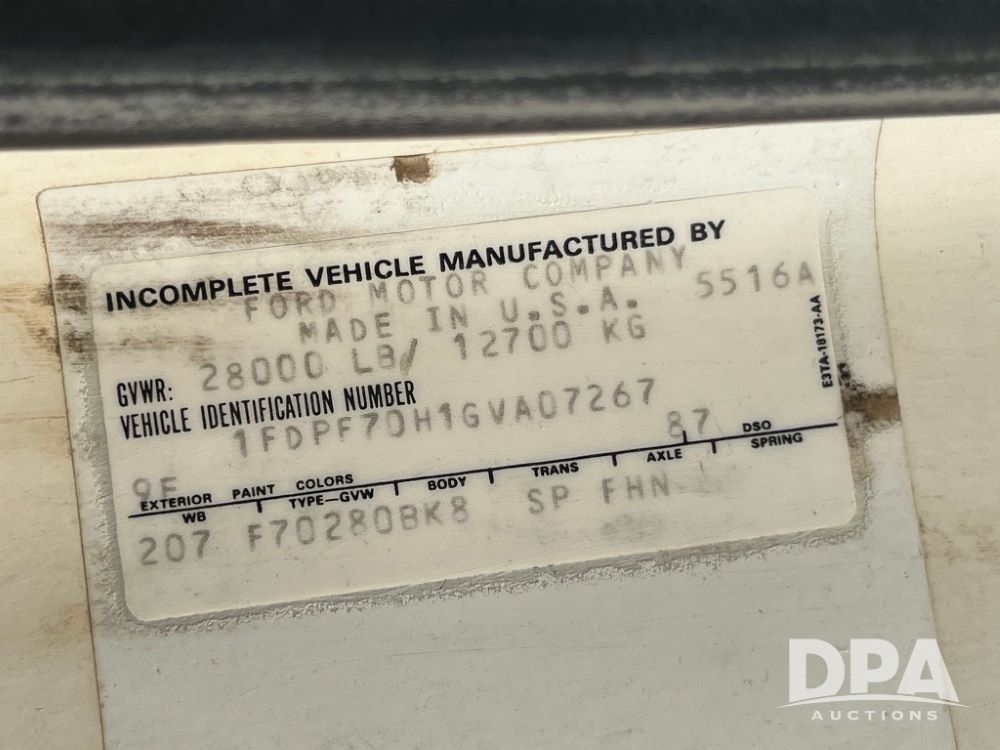 INCOMPLETE VEHICLE MANUFACTURED BY
FORD MOTOR COMPANY
MADE IN U.S.A. 5516A
GVWR: 28000 LB/ 12700 KG
VEHICLE IDENTIFICATION NUMBER
1FDPF70H1GVA07267
9E 87
EXTERIOR PAINT COLORS DSO
WB TYPE-GVW BODY TRANS AXLE SPRING
207 F70280BK8 SP FHN
E3TA-18173-AA
DPA
AUCTIONS